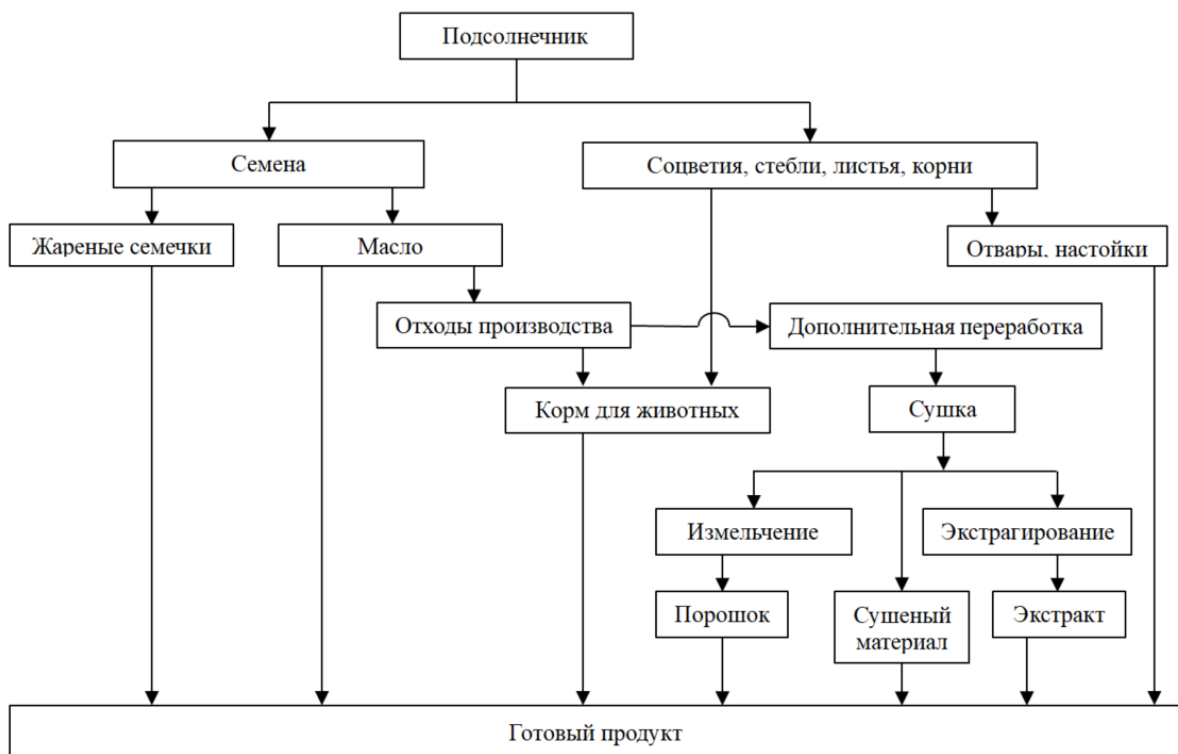 Подсолнечник
Семена
Соцветия, стебли, листья, корни
Жареные семечки
Масло
Отвары, настойки
Отходы производства
Дополнительная переработка
Корм для животных
Сушка
Измельчение
Экстрагирование
Порошок
Сушеный
материал
Экстракт
Готовый продукт